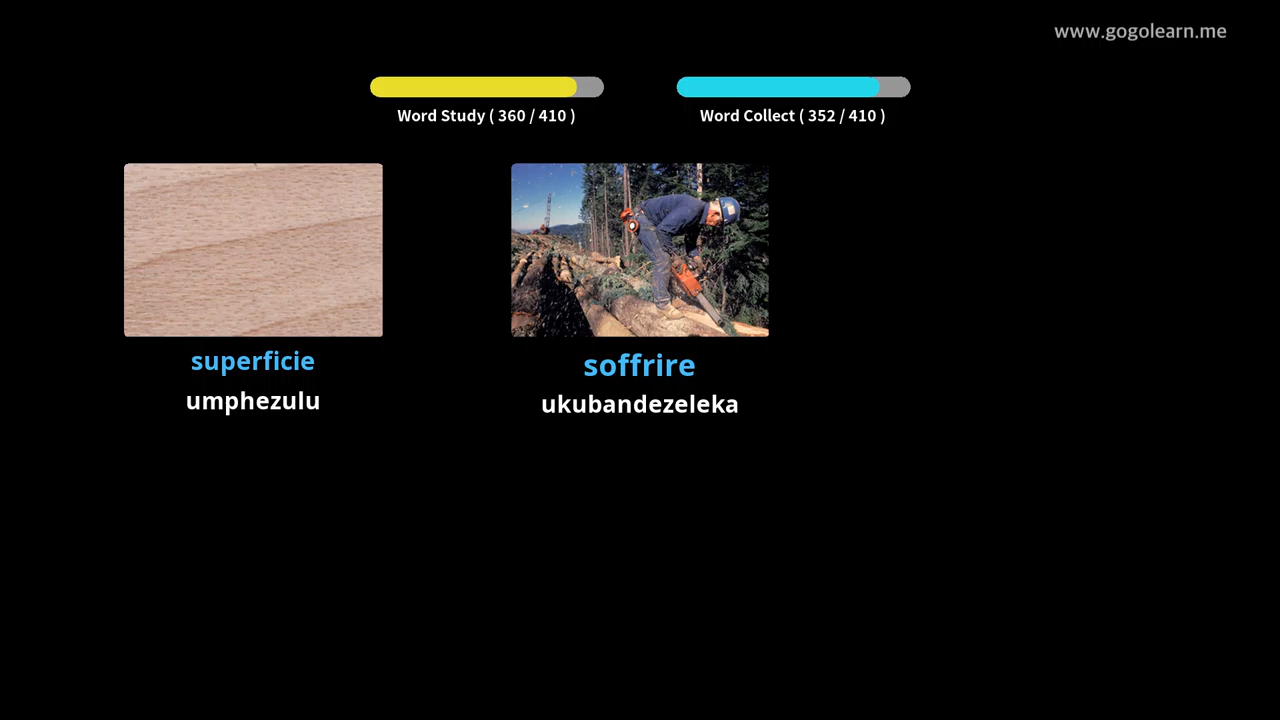 www.gogolearn.me
Word Study ( 360 / 410 )
Word Collect ( 352 / 410 )
superficie
umphezulu
soffrire
ukubandezeleka